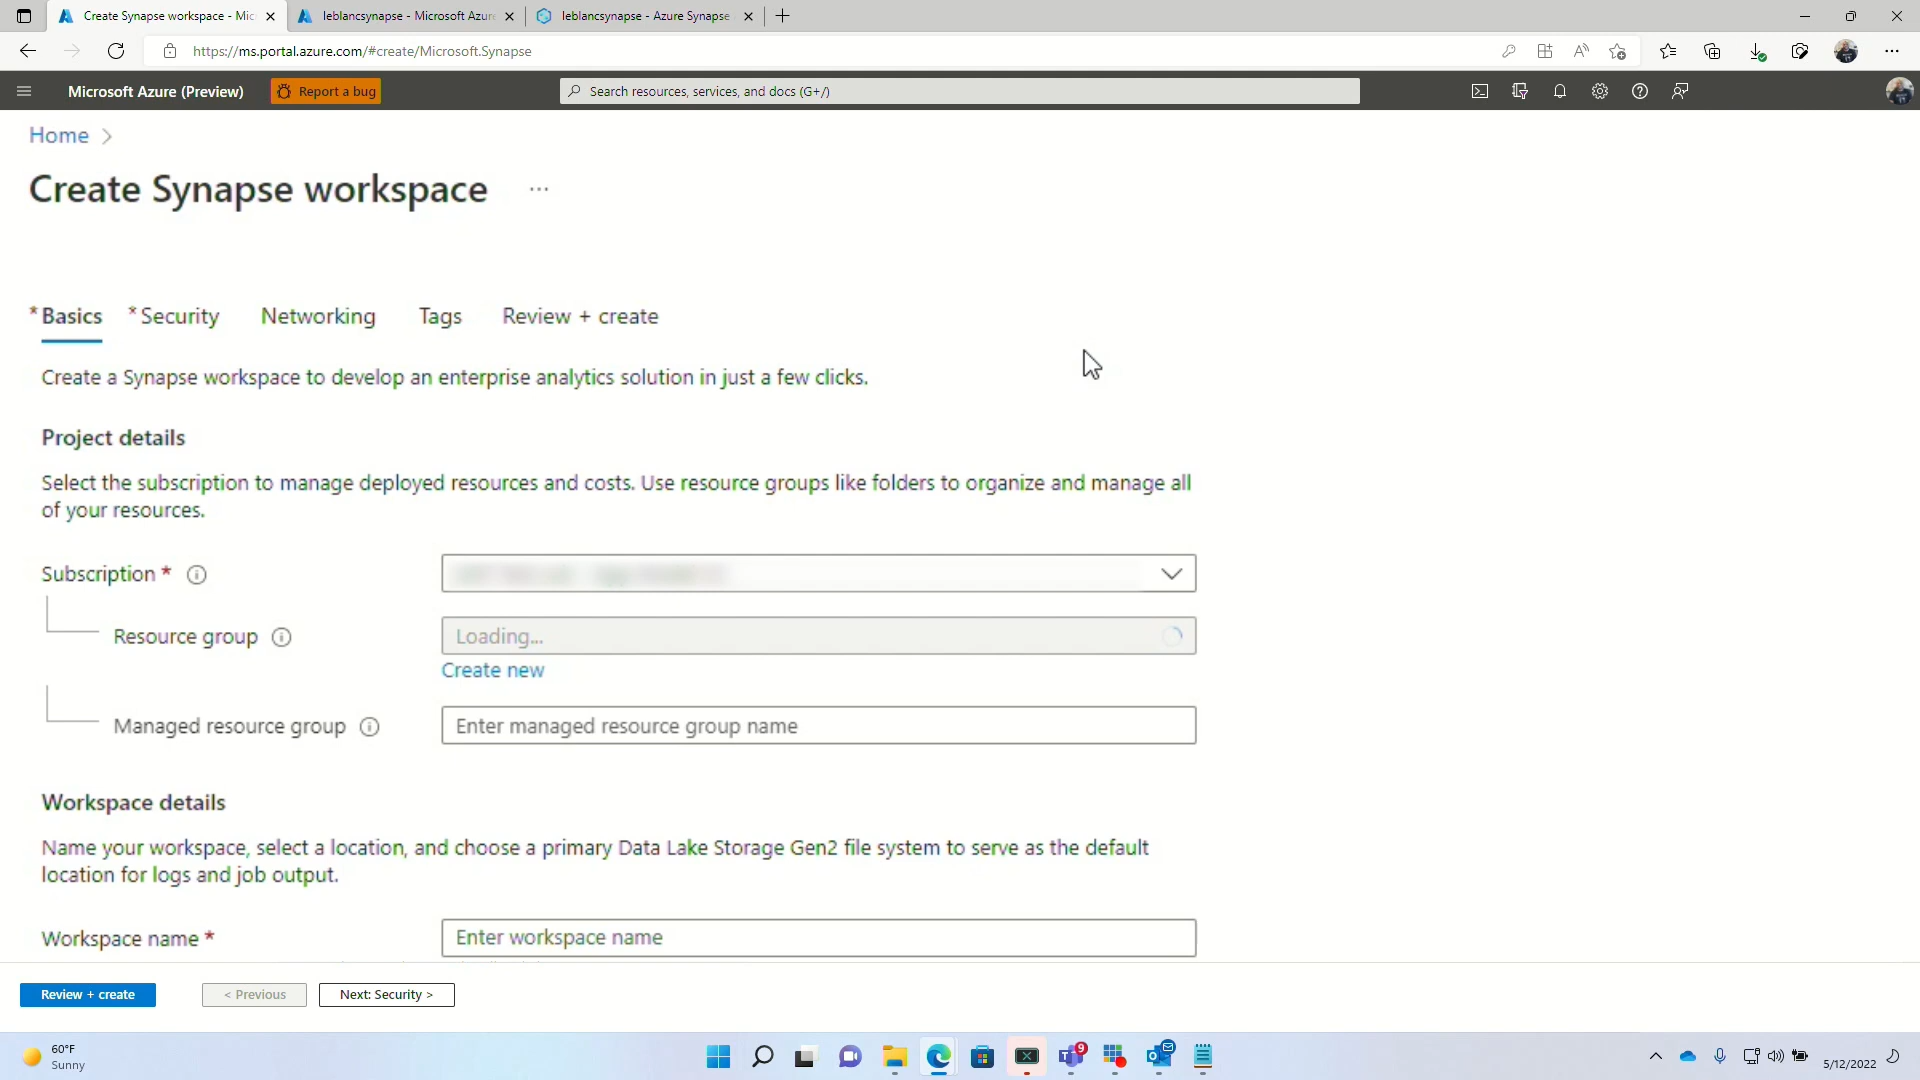 Create Synapse workspace - Mic
leblancsynapse - Microsoft Azure
leblancsynapse - Azure Synapse
https://ms.portal.azure.com/#create/Microsoft.Synapse
Microsoft Azure (Preview)
Report a bug
Search resources, services, and docs (G+/)
Home >
Create Synapse workspace ...
* Basics
* Security
Networking
Tags
Review + create
Create a Synapse workspace to develop an enterprise analytics solution in just a few clicks.
Project details
Select the subscription to manage deployed resources and costs. Use resource groups like folders to organize and manage all
of your resources.
Subscription *
Resource group
Loading...
Create new
Managed resource group
Enter managed resource group name
Workspace details
Name your workspace, select a location, and choose a primary Data Lake Storage Gen2 file system to serve as the default
location for logs and job output.
Workspace name *
Enter workspace name
Review + create
< Previous
Next: Security >
60°F
Sunny
9
5/12/2022